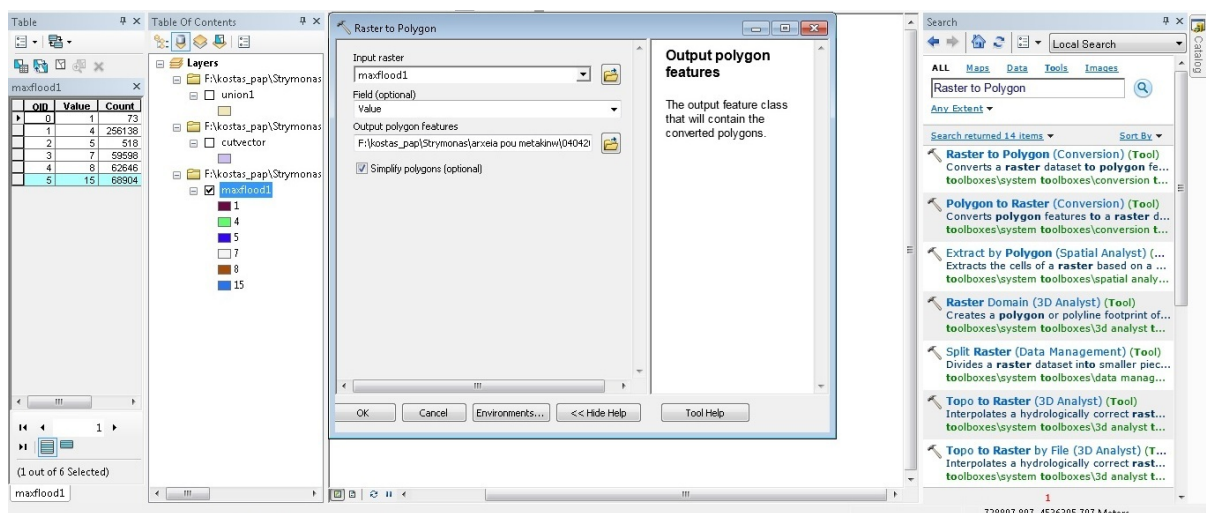 Table
maxflood1
OID Value Count
0 1 73
1 4 256138
2 5 518
3 7 59598
4 8 62646
5 15 68904
1
(1 out of 6 Selected)
maxflood1
Table Of Contents
Layers
F:\kostas_pap\Strymonas
union1
F:\kostas_pap\Strymonas
cutvector
F:\kostas_pap\Strymonas
maxflood1
1
4
5
7
8
15
Raster to Polygon
Input raster
maxflood1
Field (optional)
Value
Output polygon features
F:\kostas_pap\Strymonas\arxeia pou metakinw\04042
Simplify polygons (optional)
OK Cancel Environments... << Hide Help Tool Help
Output polygon
features
The output feature class
that will contain the
converted polygons.
Search
Local Search
ALL Maps Data Tools Images
Raster to Polygon
Any Extent
Search returned 14 items Sort By
Raster to Polygon (Conversion) (Tool)
Converts a raster dataset to polygon fe...
toolboxes\system toolboxes\conversion t...
Polygon to Raster (Conversion) (Tool)
Converts polygon features to a raster d...
toolboxes\system toolboxes\conversion t...
Extract by Polygon (Spatial Analyst) (...
Extracts the cells of a raster based on a ...
toolboxes\system toolboxes\spatial analy...
Raster Domain (3D Analyst) (Tool)
Creates a polygon or polyline footprint of...
toolboxes\system toolboxes\3d analyst t...
Split Raster (Data Management) (Tool)
Divides a raster dataset into smaller piec...
toolboxes\system toolboxes\data manag...
Topo to Raster (3D Analyst) (Tool)
Interpolates a hydrologically correct rast...
toolboxes\system toolboxes\3d analyst t...
Topo to Raster by File (3D Analyst) (T...
Interpolates a hydrologically correct rast...
toolboxes\system toolboxes\3d analyst t...
1
Catalog